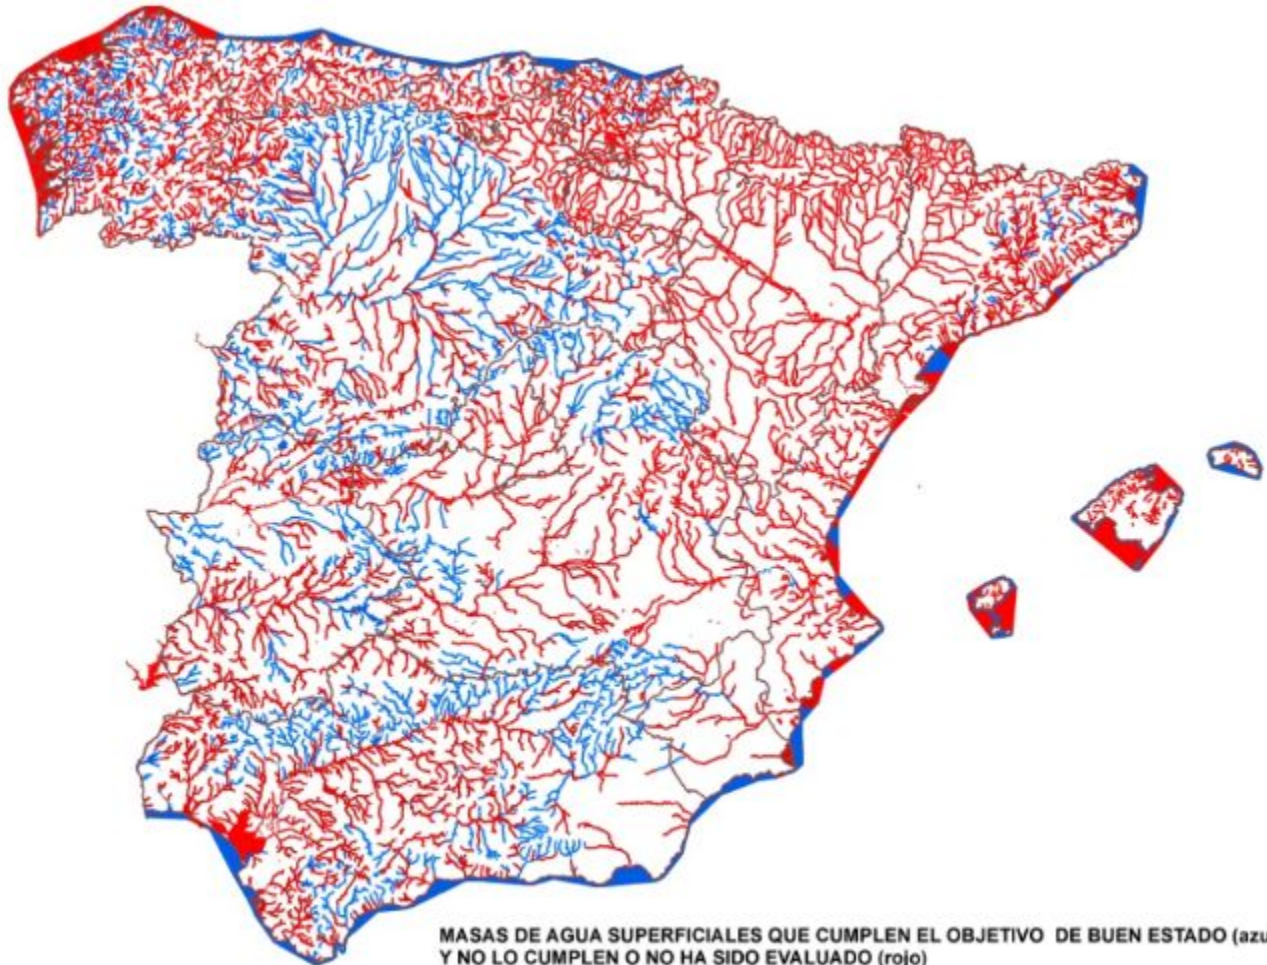 MASAS DE AGUA SUPERFICIALES QUE CUMPLEN EL OBJETIVO DE BUEN ESTADO (azu
Y NO LO CUMPLEN O NO HA SIDO EVALUADO (rojo)